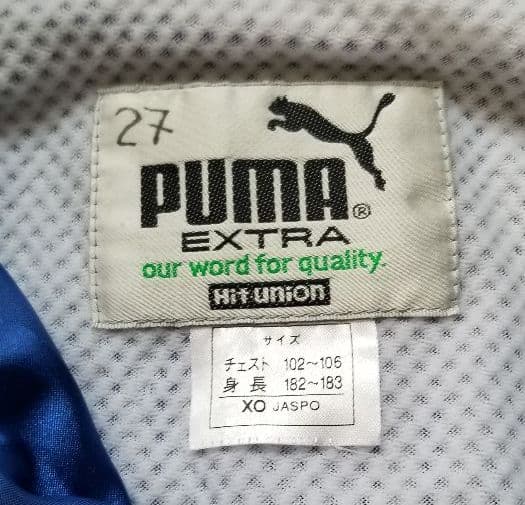 27
PUMA®
EXTRA
our word for quality.
Hit union
サイズ
チェスト 102~106
身長 182~183
XO JASPO